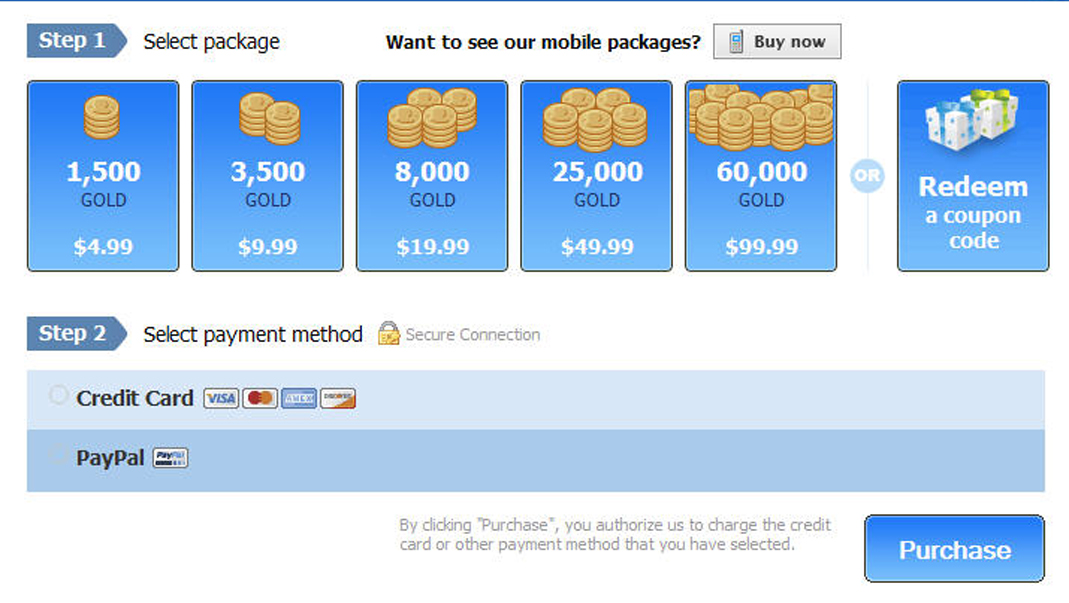 Step 1 Select package Want to see our mobile packages? Buy now
1,500
GOLD
$4.99
3,500
GOLD
$9.99
8,000
GOLD
$19.99
25,000
GOLD
$49.99
60,000
GOLD
$99.99
OR
Redeem
a coupon
code
Step 2 Select payment method Secure Connection
Credit Card VISA AMEX DISCOVER
PayPal PayPal
By clicking "Purchase", you authorize us to charge the credit
card or other payment method that you have selected.
Purchase